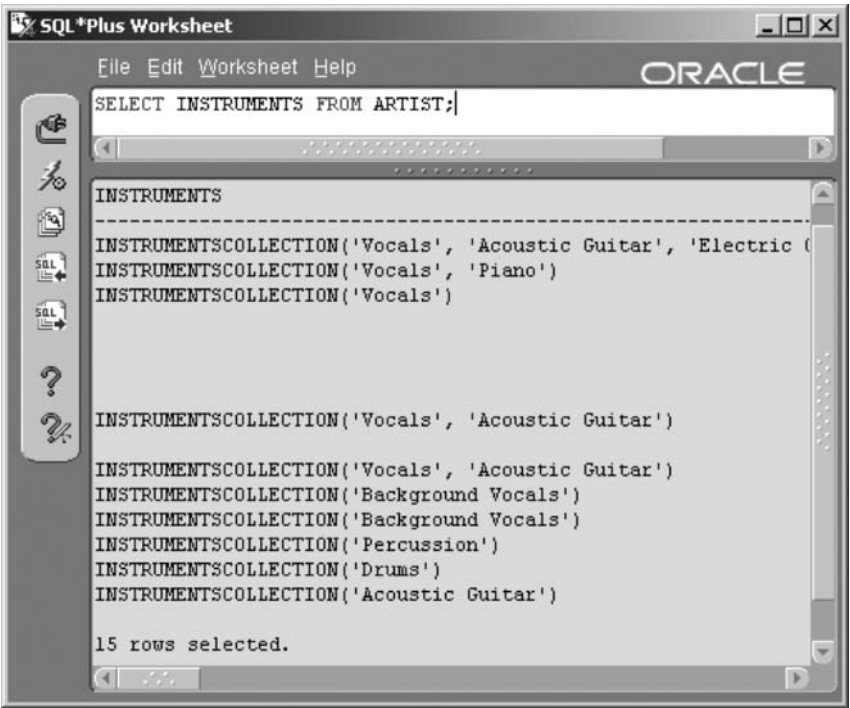 SQL*Plus Worksheet
File Edit Worksheet Help
ORACLE
SELECT INSTRUMENTS FROM ARTIST;
INSTRUMENTS
--------------------------------------------------------------------------------
INSTRUMENTSCOLLECTION('Vocals', 'Acoustic Guitar', 'Electric
INSTRUMENTSCOLLECTION('Vocals', 'Piano')
INSTRUMENTSCOLLECTION('Vocals')
INSTRUMENTSCOLLECTION('Vocals', 'Acoustic Guitar')
INSTRUMENTSCOLLECTION('Vocals', 'Acoustic Guitar')
INSTRUMENTSCOLLECTION('Background Vocals')
INSTRUMENTSCOLLECTION('Background Vocals')
INSTRUMENTSCOLLECTION('Percussion')
INSTRUMENTSCOLLECTION('Drums')
INSTRUMENTSCOLLECTION('Acoustic Guitar')
15 rows selected.
SQL
SQL